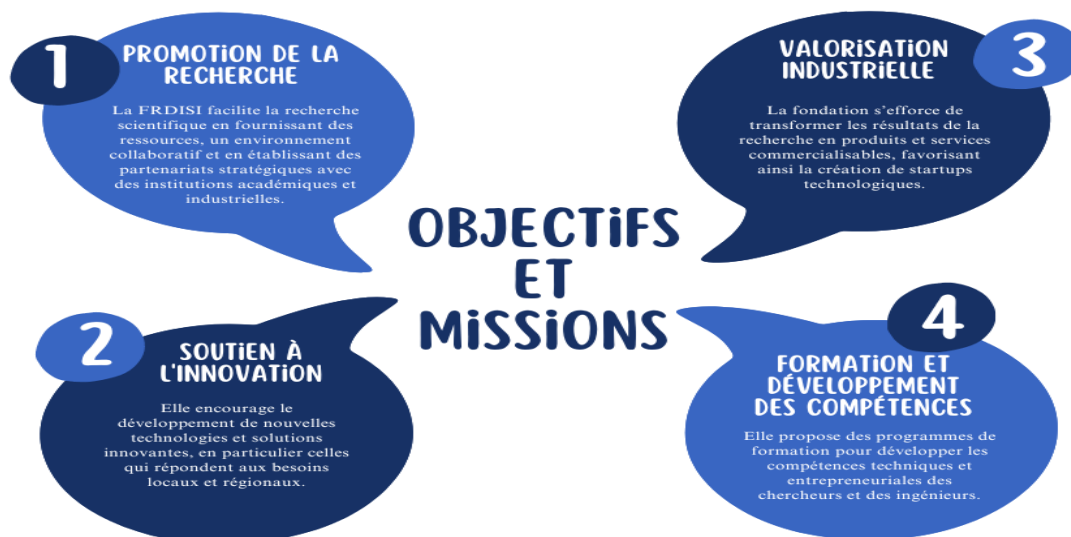 1
PROMOTION DE LA
RECHERCHE
La FRDISI facilite la recherche
scientifique en fournissant des
ressources, un environnement
collaboratif et en établissant des
partenariats stratégiques avec
des institutions académiques et
industrielles.
2
SOUTIEN À
L'INNOVATION
Elle encourage le
développement de nouvelles
technologies et solutions
innovantes, en particulier celles
qui répondent aux besoins
locaux et régionaux.
OBJECTIFS
ET
MISSIONS
3
VALORISATION
INDUSTRIELLE
La fondation s’efforce de
transformer les résultats de la
recherche en produits et services
commercialisables, favorisant
ainsi la création de startups
technologiques.
4
FORMATION ET
DÉVELOPPEMENT
DES COMPÉTENCES
Elle propose des programmes de
formation pour développer les
compétences techniques et
entrepreneuriales des
chercheurs et des ingénieurs.